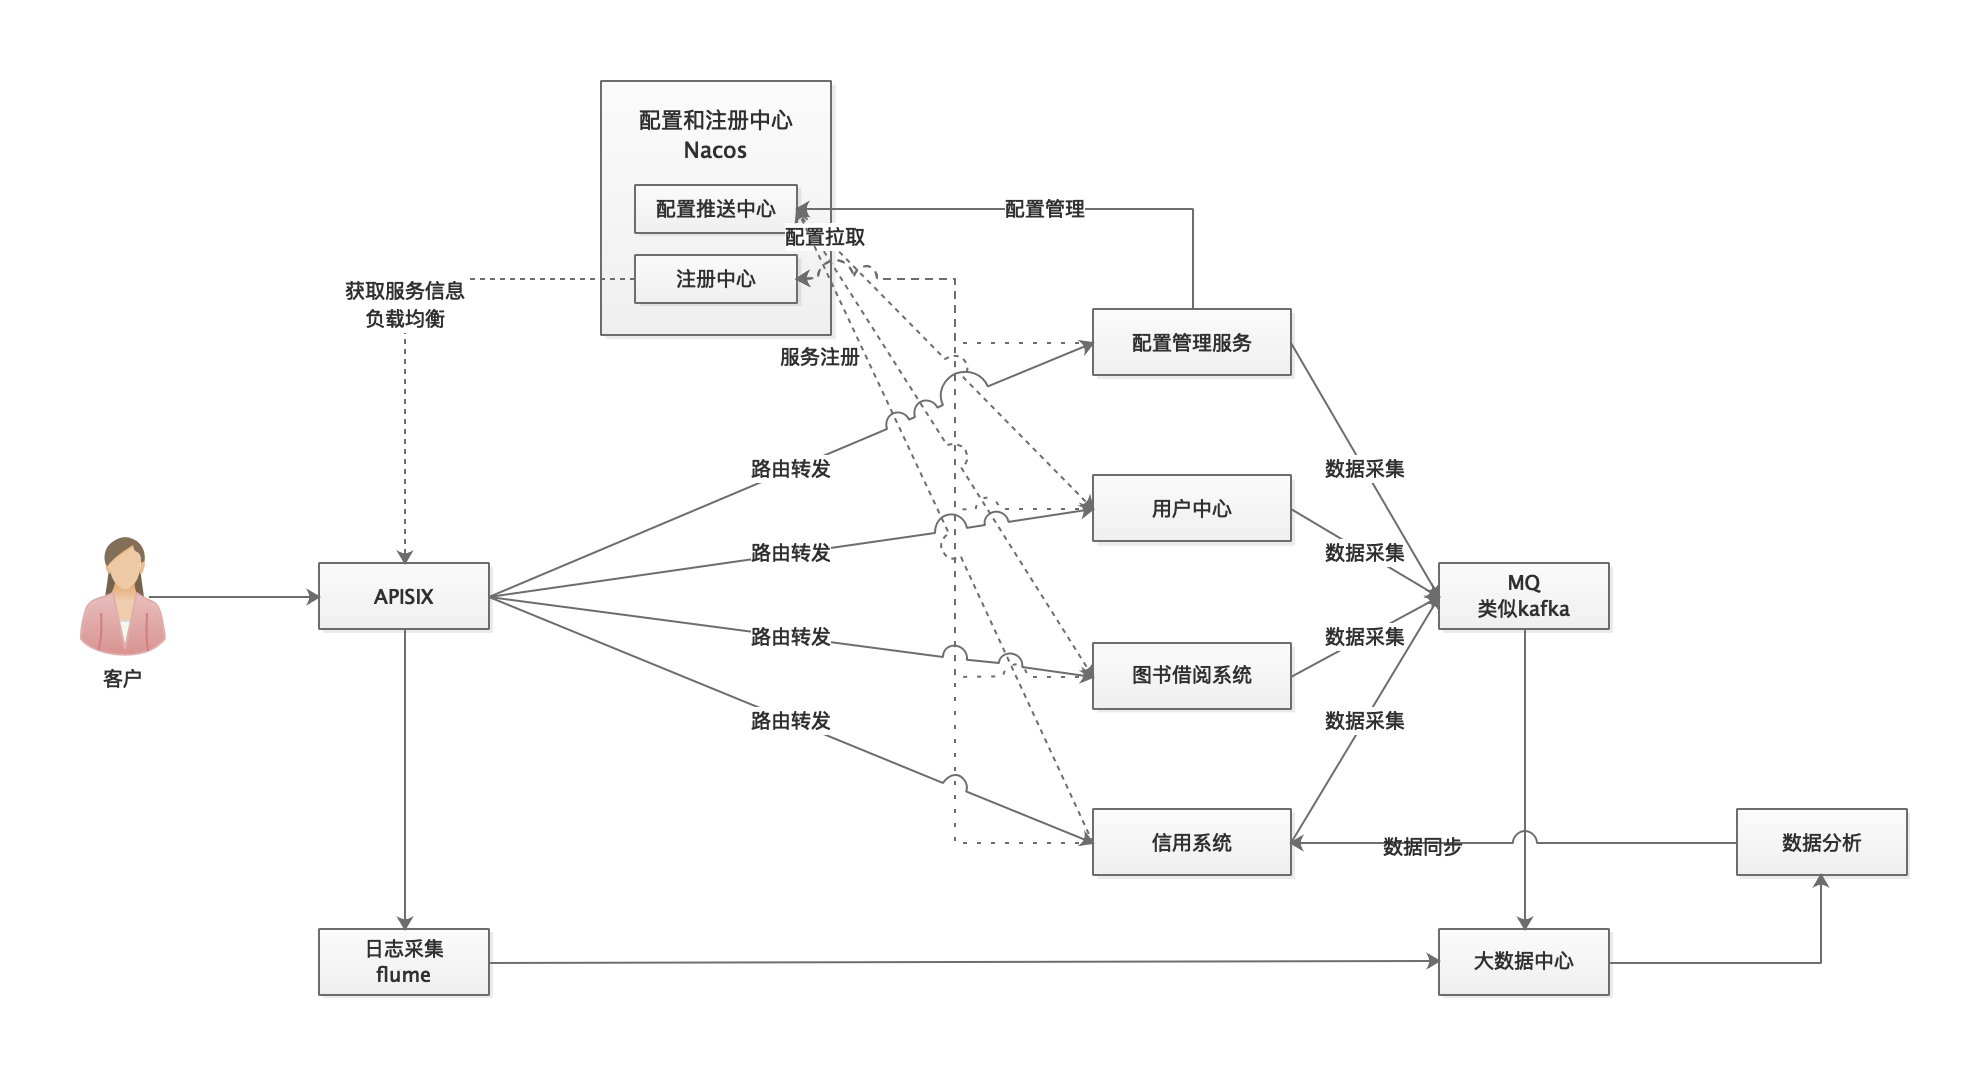 配置和注册中心
Nacos
配置推送中心
配置管理
配置拉取
注册中心
获取服务信息
负载均衡
服务注册
配置管理服务
路由转发
数据采集
用户中心
路由转发
数据采集
APISIX
MQ
类似kafka
客户
路由转发
数据采集
图书借阅系统
路由转发
数据采集
信用系统
数据同步
数据分析
日志采集
flume
大数据中心